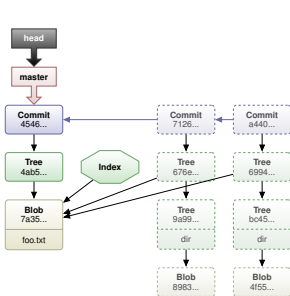 head
master
Commit
4546...
Commit
7126...
Commit
a440...
Tree
4ab5...
Index
Tree
676e...
Tree
6994...
Blob
7a35...
foo.txt
Tree
9a99...
dir
Tree
bc45...
dir
Blob
8983...
Blob
4f55...